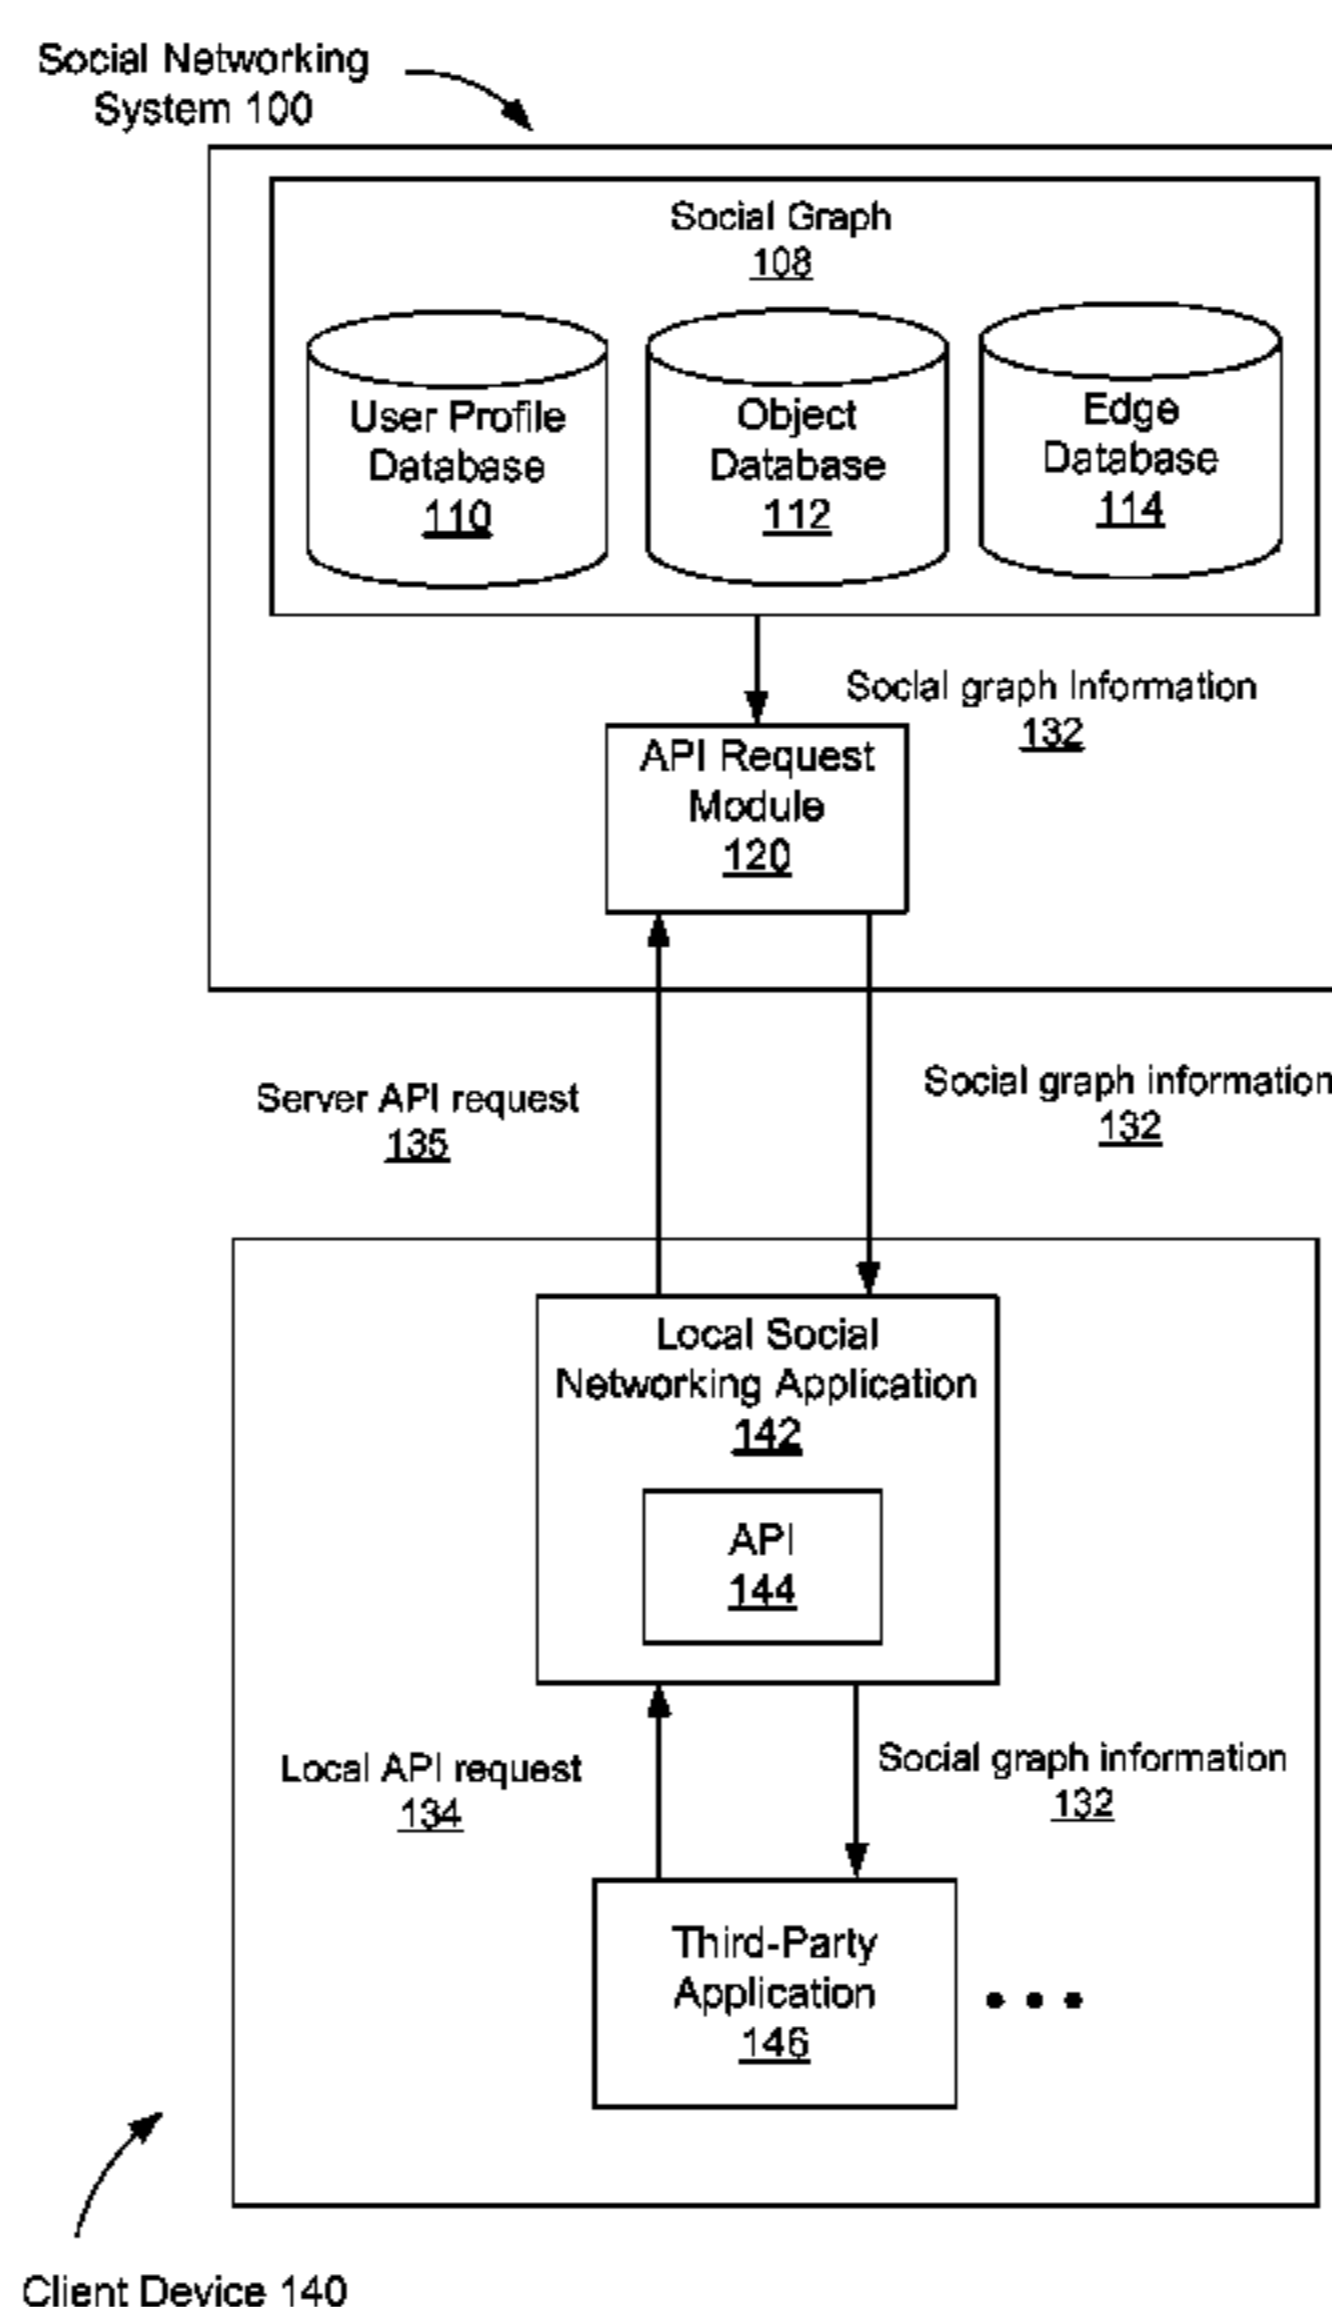 Social Networking
System 100
Social Graph
108
User Profile
Database
110
Object
Database
112
Edge
Database
114
Social graph Information
132
API Request
Module
120
Server API request
135
Social graph information
132
Local Social
Networking Application
142
API
144
Local API request
134
Social graph information
132
Third-Party
Application
146
Client Device 140